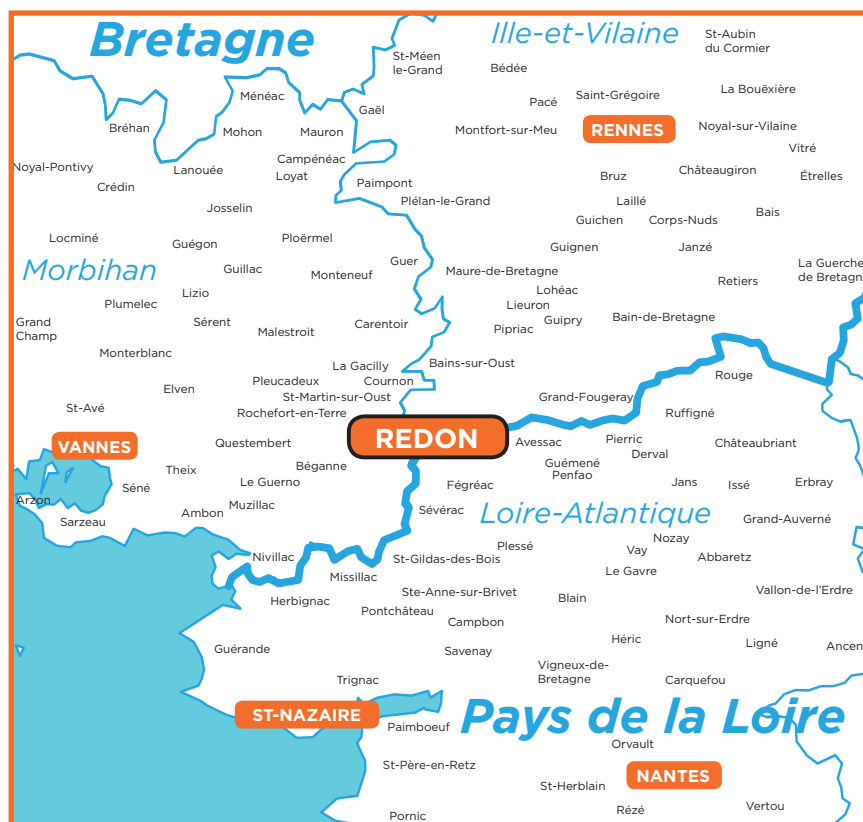 Bretagne
Ille-et-Vilaine
St-Aubin
du Cormier
St-Méen
le-Grand
Bédée
Ménéac
Gaël
Pacé
Saint-Grégoire
La Bouëxière
Bréhan
Mohon
Mauron
Montfort-sur-Meu
RENNES
Noyal-sur-Vilaine
Vitré
Noyal-Pontivy
Lanouée
Campénéac
Loyat
Crédin
Paimpont
Bruz
Châteaugiron
Étrelles
Josselin
Plélan-le-Grand
Laillé
Guichen
Corps-Nuds
Bais
Locminé
Guégon
Ploërmel
Guignen
Janzé
Morbihan
Guillac
Monteneuf
Guer
Maure-de-Bretagne
La Guerche
de Bretagn
Lohéac
Retiers
Plumelec
Lizio
Lieuron
Grand
Champ
Sérent
Malestroit
Carentoir
Pipriac
Guipry
Bain-de-Bretagne
Monterblanc
La Gacilly
Bains-sur-Oust
Rouge
Elven
Pleucadeux
Cournon
St-Martin-sur-Oust
Grand-Fougeray
St-Avé
Rochefort-en-Terre
Ruffigné
VANNES
Questembert
REDON
Avessac
Pierric
Derval
Châteaubriant
Theix
Béganne
Guémené
Penfao
Séné
Le Guerno
Fégréac
Jans
Issé
Erbray
Arzon
Sarzeau
Ambon
Muzillac
Sévérac
Loire-Atlantique
Grand-Auverné
Nivillac
St-Gildas-des-Bois
Plessé
Nozay
Vay
Abbaretz
Missillac
Le Gavre
Herbignac
Ste-Anne-sur-Brivet
Blain
Vallon-de-l’Erdre
Pontchâteau
Campbon
Nort-sur-Erdre
Guérande
Savenay
Héric
Ligné
Ancen
Trignac
Vigneux-de-
Bretagne
Carquefou
ST-NAZAIRE
Paimboeuf
Pays de la Loire
Orvault
St-Père-en-Retz
St-Herblain
NANTES
Pornic
Rézé
Vertou